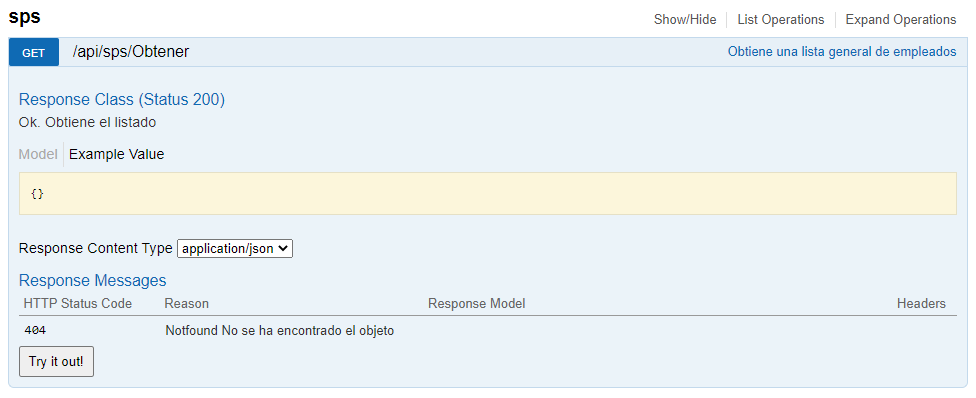 sps
Show/Hide List Operations Expand Operations
GET /api/sps/Obtener Obtiene una lista general de empleados
Response Class (Status 200)
Ok. Obtiene el listado
Model Example Value
{}
Response Content Type application/json
Response Messages
HTTP Status Code Reason Response Model Headers
404 Notfound No se ha encontrado el objeto
Try it out!